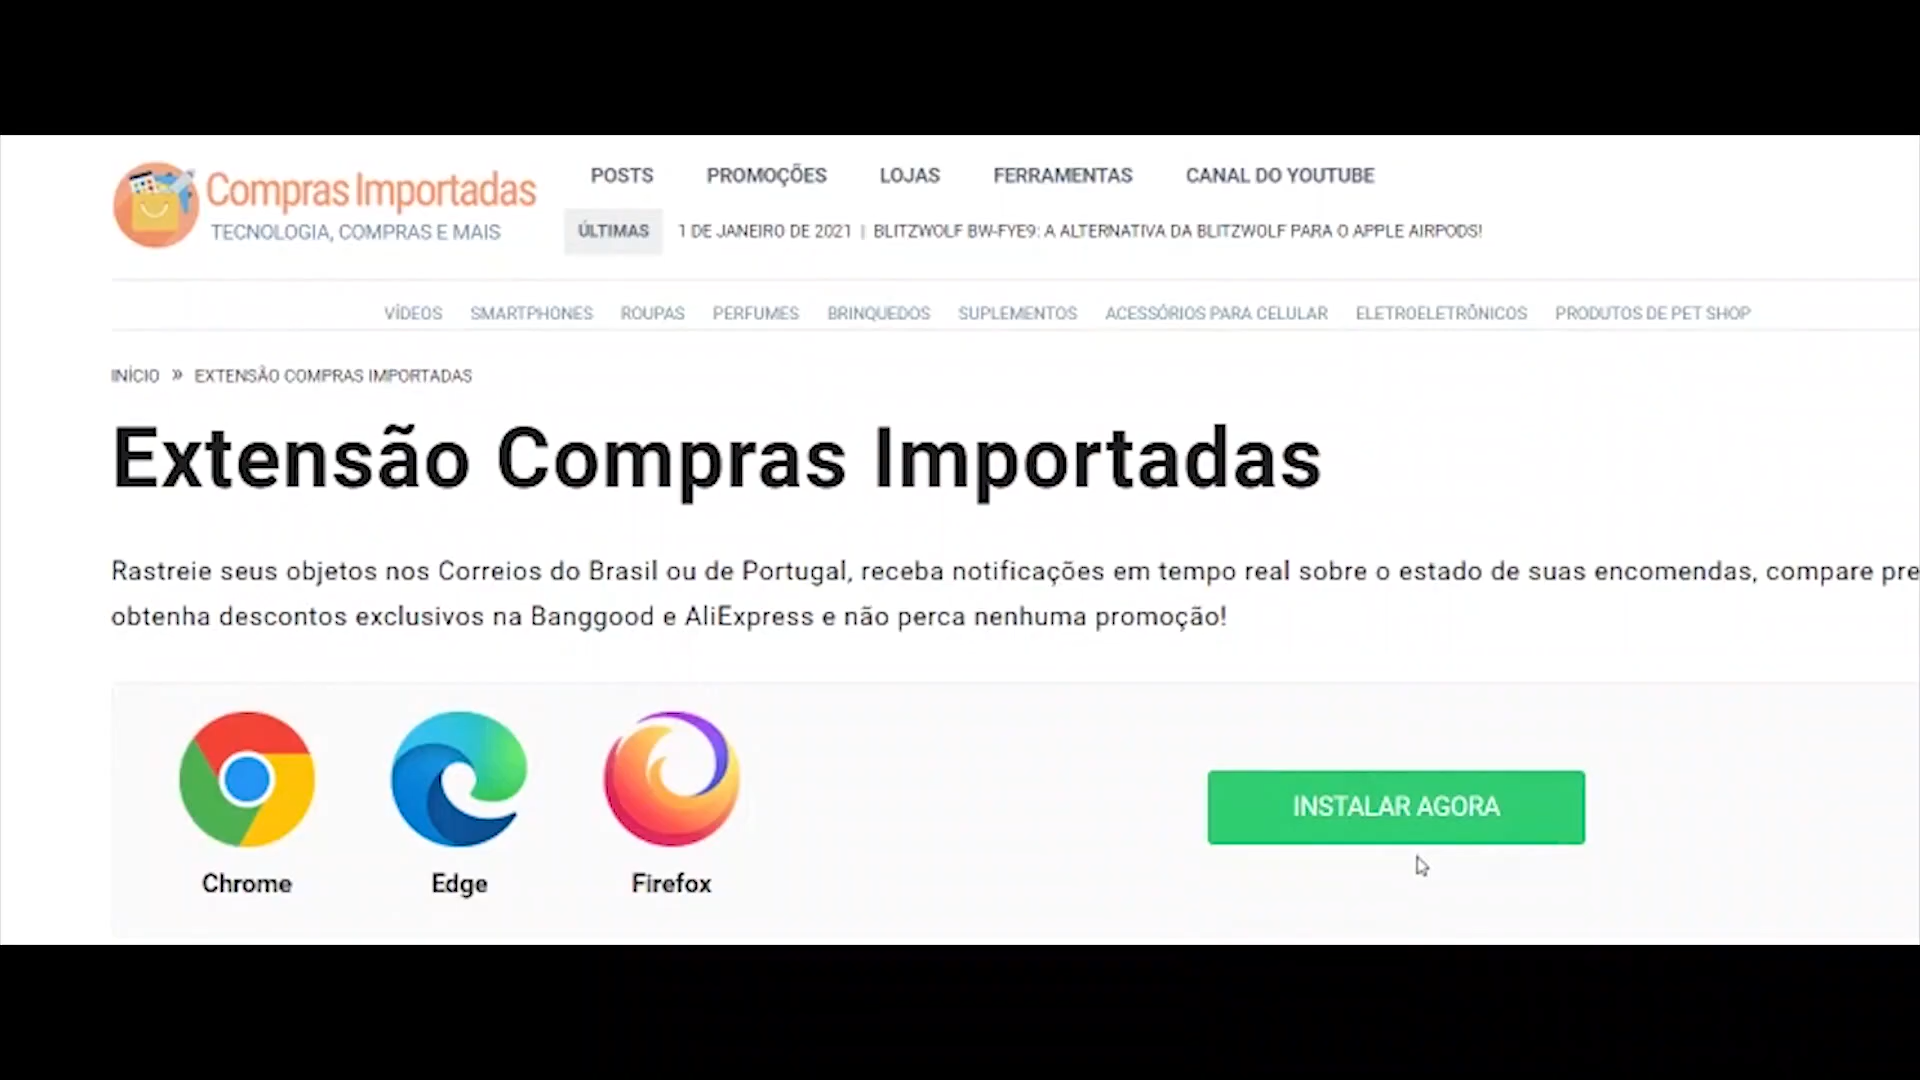 Compras Importadas
TECNOLOGIA, COMPRAS E MAIS
POSTS PROMOÇÕES LOJAS FERRAMENTAS CANAL DO YOUTUBE
ÚLTIMAS 1 DE JANEIRO DE 2021 | BLITZWOLF BW-FYE9: A ALTERNATIVA DA BLITZWOLF PARA O APPLE AIRPODS!
VÍDEOS SMARTPHONES ROUPAS PERFUMES BRINQUEDOS SUPLEMENTOS ACESSÓRIOS PARA CELULAR ELETROELETRÔNICOS PRODUTOS DE PET SHOP
INÍCIO » EXTENSÃO COMPRAS IMPORTADAS
Extensão Compras Importadas
Rastreie seus objetos nos Correios do Brasil ou de Portugal, receba notificações em tempo real sobre o estado de suas encomendas, compare pre
obtenha descontos exclusivos na Banggood e AliExpress e não perca nenhuma promoção!
INSTALAR AGORA
Chrome Edge Firefox